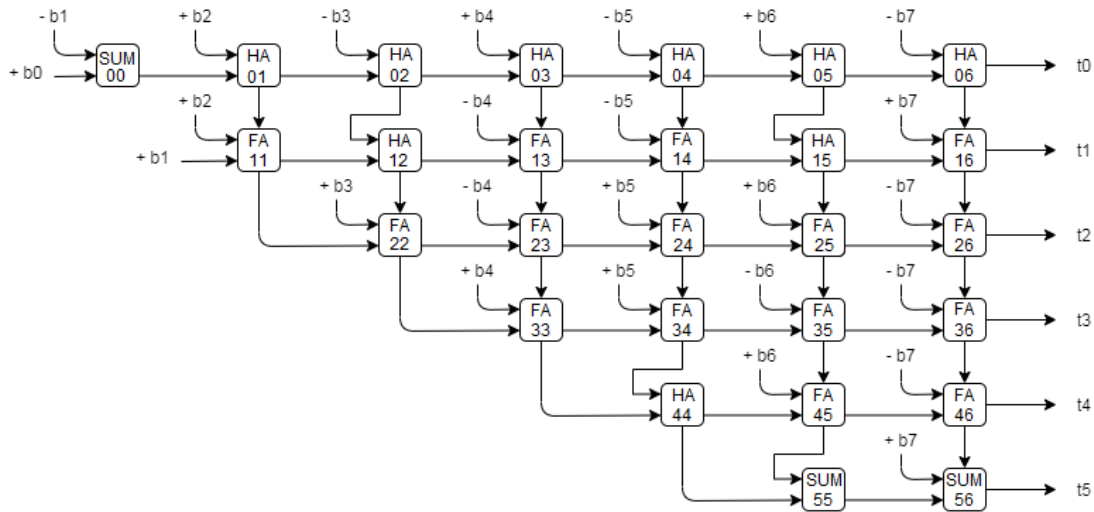 - b1 + b2 - b3 + b4 - b5 + b6 - b7
SUM HA HA HA HA HA HA
+ b0 00 01 02 03 04 05 06 t0
+ b2 - b4 - b5 + b7
FA HA FA FA HA FA
+ b1 11 12 13 14 15 16 t1
+ b3 - b4 + b5 + b6 - b7
FA FA FA FA FA
22 23 24 25 26 t2
+ b4 + b5 - b6 - b7
FA FA FA FA
33 34 35 36 t3
+ b6 - b7
HA FA FA
44 45 46 t4
+ b7
SUM SUM
55 56 t5